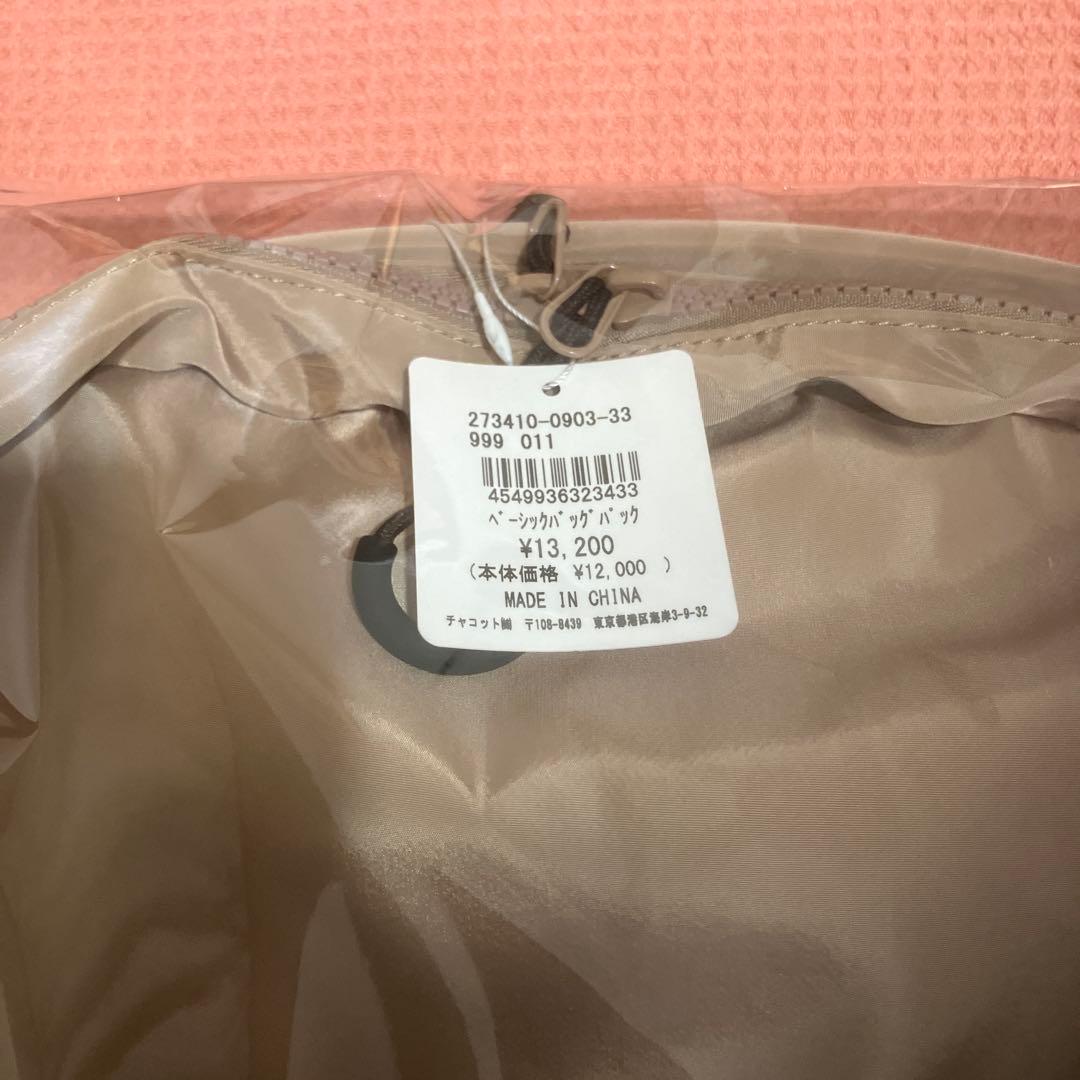 273410-0903-33
999 011
4549936323433
ﾍﾞｰｼｯｸﾊﾞｯｸﾞﾊﾟｯｸ
¥13,200
(本体価格 ¥12,000 )
MADE IN CHINA
チャコット㈱ 〒108-8439 東京都港区海岸3-9-32